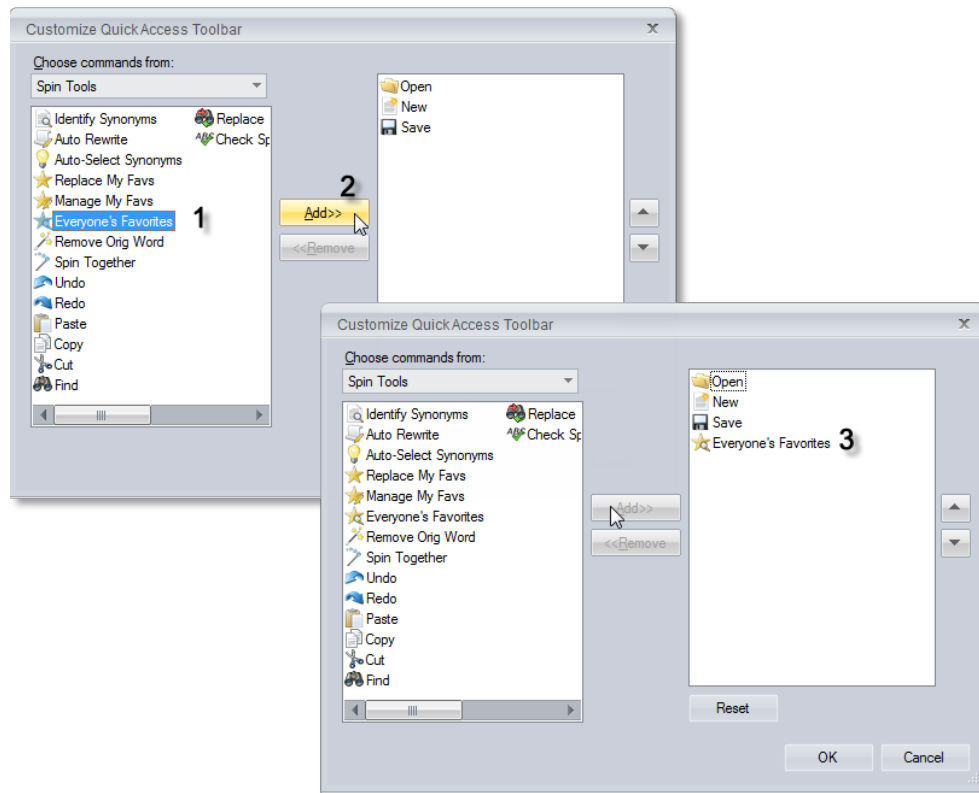 Customize Quick Access Toolbar
x
Choose commands from:
Spin Tools
Identify Synonyms
Replace
Auto Rewrite
Check Sp
Auto-Select Synonyms
Replace My Favs
Manage My Favs
Everyone's Favorites
1
Remove Orig Word
Spin Together
Undo
Redo
Paste
Copy
Cut
Find
2
Add>>
<<Remove
Open
New
Save
Customize Quick Access Toolbar
x
Choose commands from:
Spin Tools
Identify Synonyms
Replace
Auto Rewrite
Check Sp
Auto-Select Synonyms
Replace My Favs
Manage My Favs
Everyone's Favorites
Remove Orig Word
Spin Together
Undo
Redo
Paste
Copy
Cut
Find
Add>>
<<Remove
Open
New
Save
Everyone's Favorites 3
Reset
OK
Cancel